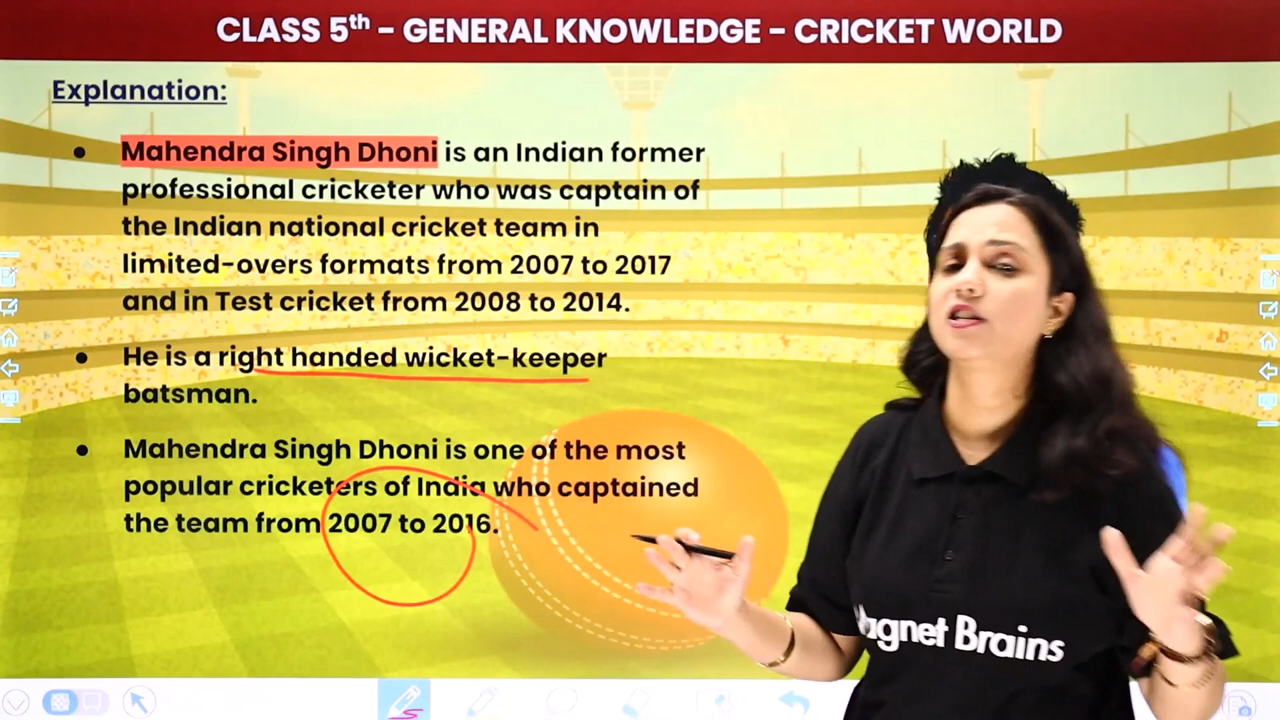 CLASS 5th - GENERAL KNOWLEDGE - CRICKET WORLD
Explanation:
• Mahendra Singh Dhoni is an Indian former
professional cricketer who was captain of
the Indian national cricket team in
limited-overs formats from 2007 to 2017
and in Test cricket from 2008 to 2014.
• He is a right handed wicket-keeper
batsman.
• Mahendra Singh Dhoni is one of the most
popular cricketers of India who captained
the team from 2007 to 2016.
agnet Brains